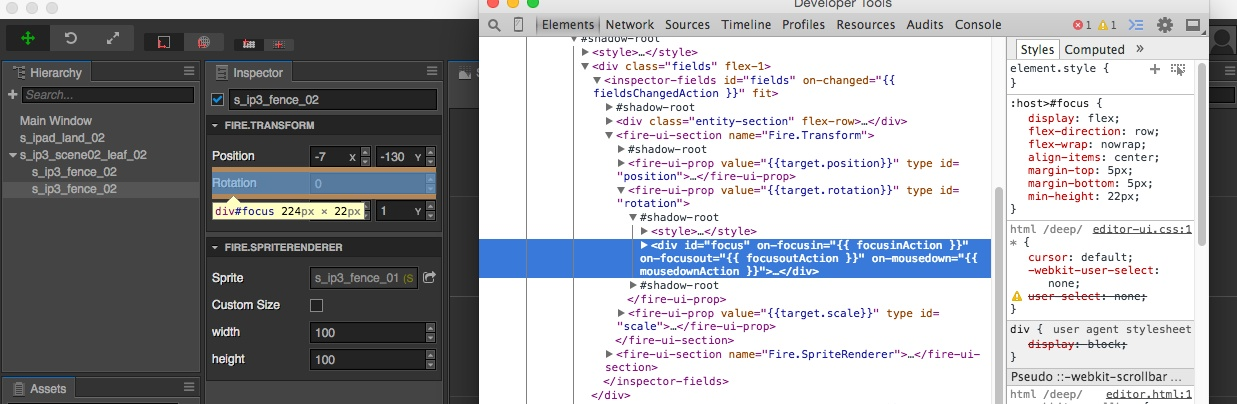 Developer Tools
Elements Network Sources Timeline Profiles Resources Audits Console 1 1
Hierarchy
Search...
Main Window
s_ipad_land_02
s_ip3_scene02_leaf_02
s_ip3_fence_02
s_ip3_fence_02
Assets
Inspector
s_ip3_fence_02
FIRE.TRANSFORM
Position -7 X -130 Y
Rotation 0
div#focus 224px × 22px 1 Y
FIRE.SPRITERENDERER
Sprite s_ip3_fence_01 (S
Custom Size
width 100
height 100
#shadow-root
<style>…</style>
<div class="fields" flex-1>
<inspector-fields id="fields" on-changed="{{
fieldsChangedAction }}" fit>
#shadow-root
<div class="entity-section" flex-row>…</div>
<fire-ui-section name="Fire.Transform">
#shadow-root
<fire-ui-prop value="{{target.position}}" type id=
"position">…</fire-ui-prop>
<fire-ui-prop value="{{target.rotation}}" type id=
"rotation">
#shadow-root
<style>…</style>
<div id="focus" on-focusin="{{ focusinAction }}"
on-focusout="{{ focusoutAction }}" on-mousedown="{{
mousedownAction }}">…</div>
#shadow-root
</fire-ui-prop>
<fire-ui-prop value="{{target.scale}}" type id=
"scale">…</fire-ui-prop>
</fire-ui-section>
<fire-ui-section name="Fire.SpriteRenderer">…</fire-ui-
section>
</inspector-fields>
</div>
Styles Computed »
element.style {
}
:host>#focus {
display: flex;
flex-direction: row;
flex-wrap: nowrap;
align-items: center;
margin-top: 5px;
margin-bottom: 5px;
min-height: 22px;
}
html /deep/ editor-ui.css:1
* {
cursor: default;
-webkit-user-select:
none;
user-select: none;
}
div { user agent stylesheet
display: block;
}
Pseudo ::-webkit-scrollbar …
html /deep/ editor.html:1